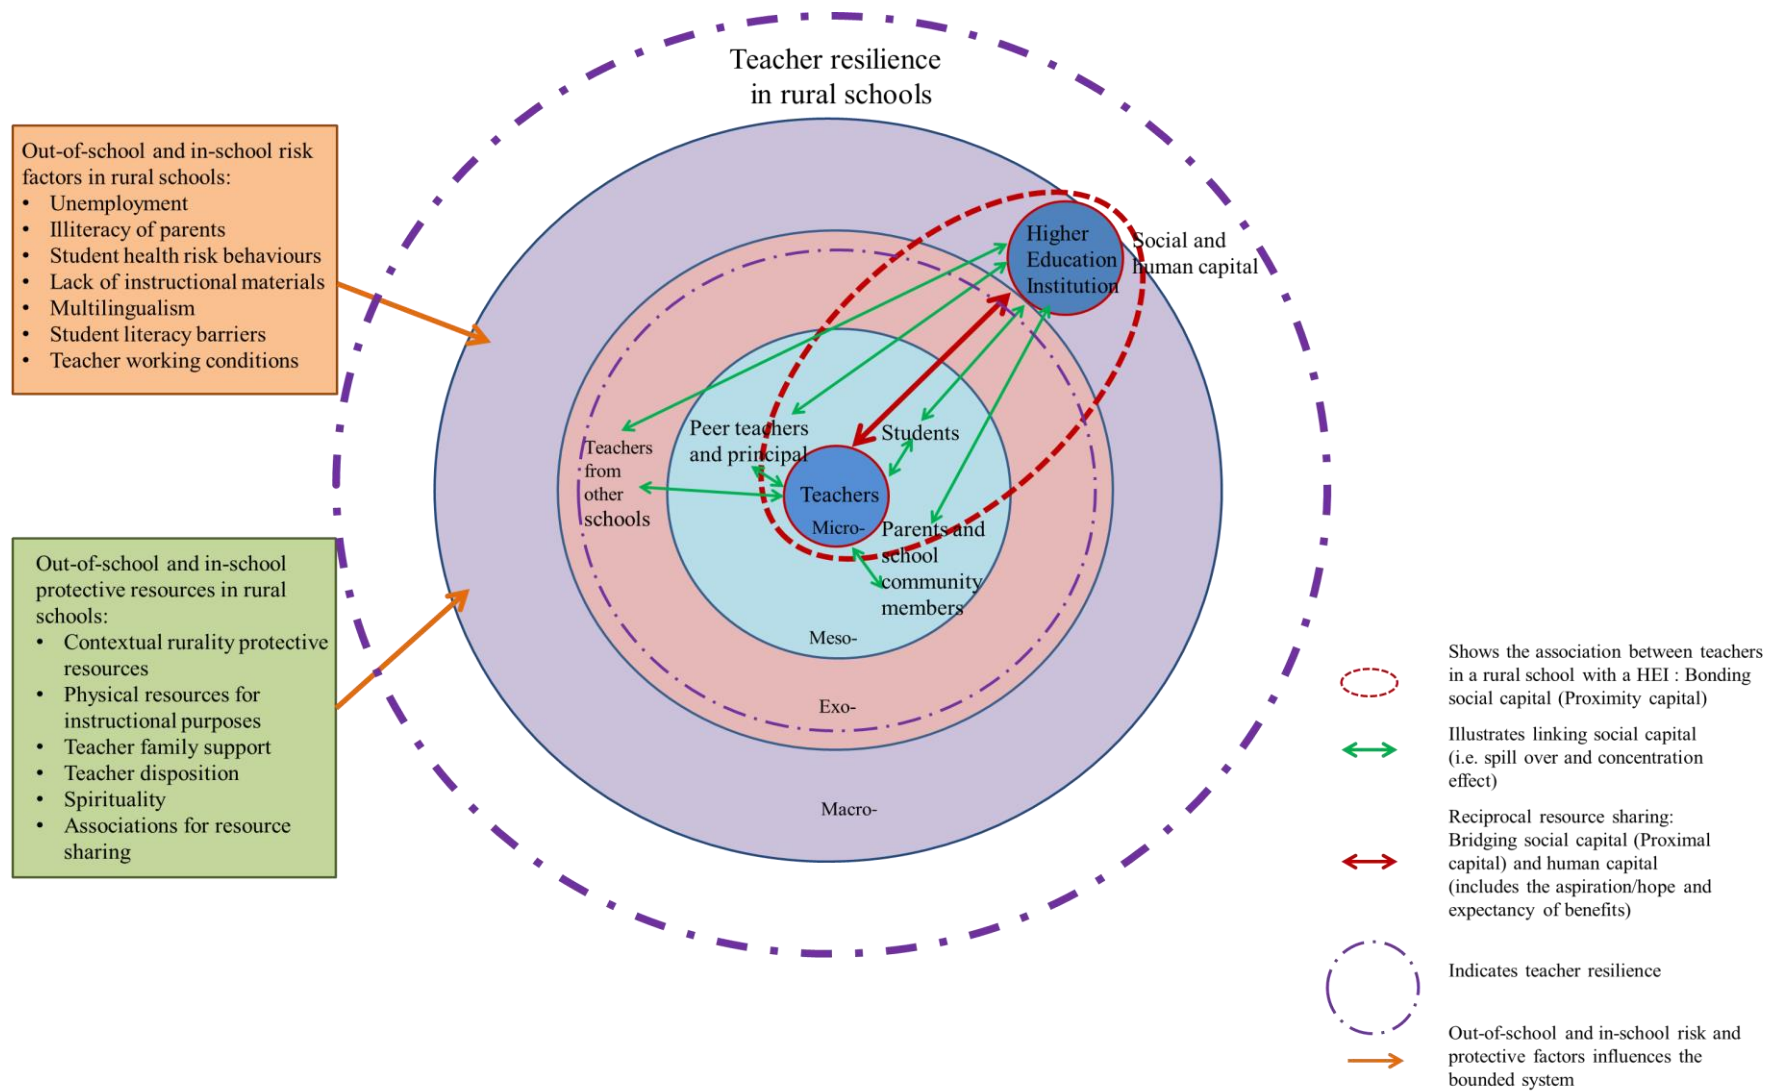 Teacher resilience
in rural schools
Out-of-school and in-school risk
factors in rural schools:
• Unemployment
• Illiteracy of parents
• Student health risk behaviours
• Lack of instructional materials
• Multilingualism
• Student literacy barriers
• Teacher working conditions
Out-of-school and in-school
protective resources in rural
schools:
• Contextual rurality protective
resources
• Physical resources for
instructional purposes
• Teacher family support
• Teacher disposition
• Spirituality
• Associations for resource
sharing
Higher
Education
Institution
Social and
human capital
Peer teachers
and principal
Students
Teachers
from
other
schools
Teachers
Micro-
Parents and
school
community
members
Meso-
Exo-
Macro-
Shows the association between teachers
in a rural school with a HEI : Bonding
social capital (Proximity capital)
Illustrates linking social capital
(i.e. spill over and concentration
effect)
Reciprocal resource sharing:
Bridging social capital (Proximal
capital) and human capital
(includes the aspiration/hope and
expectancy of benefits)
Indicates teacher resilience
Out-of-school and in-school risk and
protective factors influences the
bounded system